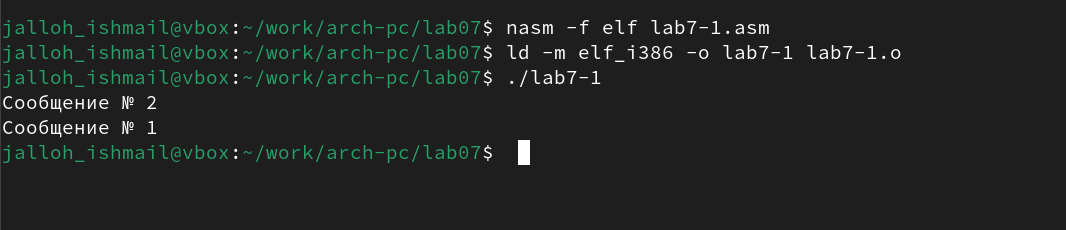 jalloh_ishmail@vbox:~/work/arch-pc/lab07$ nasm -f elf lab7-1.asm
jalloh_ishmail@vbox:~/work/arch-pc/lab07$ ld -m elf_i386 -o lab7-1 lab7-1.o
jalloh_ishmail@vbox:~/work/arch-pc/lab07$ ./lab7-1
Сообщение № 2
Сообщение № 1
jalloh_ishmail@vbox:~/work/arch-pc/lab07$